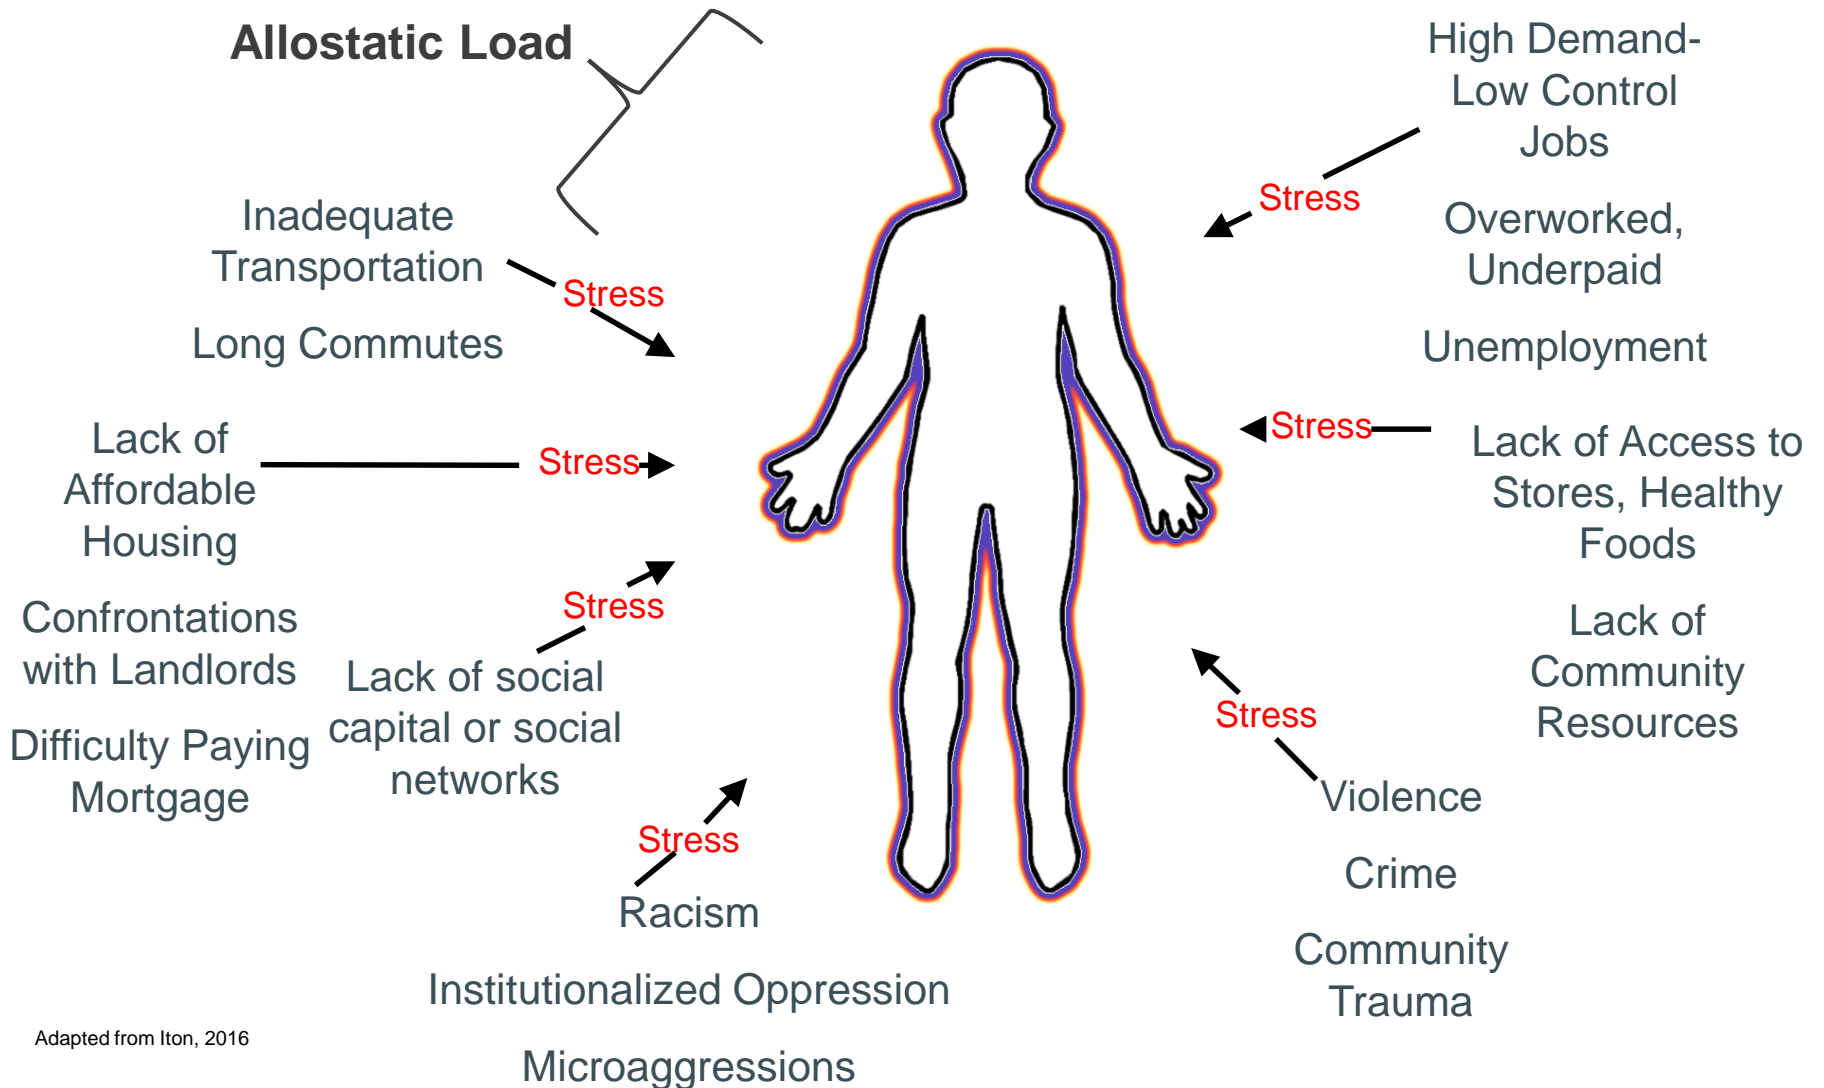 Allostatic Load
Inadequate
Transportation
Stress
Long Commutes
Lack of
Affordable
Housing
Stress
Confrontations
with Landlords
Difficulty Paying
Mortgage
Stress
Lack of social
capital or social
networks
Stress
Racism
Institutionalized Oppression
Microaggressions
High Demand-
Low Control
Jobs
Stress
Overworked,
Underpaid
Unemployment
Stress
Lack of Access to
Stores, Healthy
Foods
Lack of
Community
Resources
Stress
Violence
Crime
Community
Trauma
Adapted from Iton, 2016